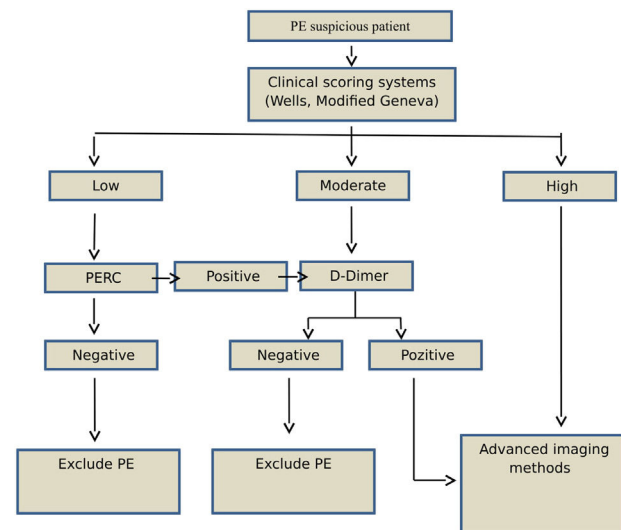 PE suspicious patient
Clinical scoring systems
(Wells, Modified Geneva)
Low
Moderate
High
PERC
Positive
D-Dimer
Negative
Negative
Pozitive
Exclude PE
Exclude PE
Advanced imaging
methods